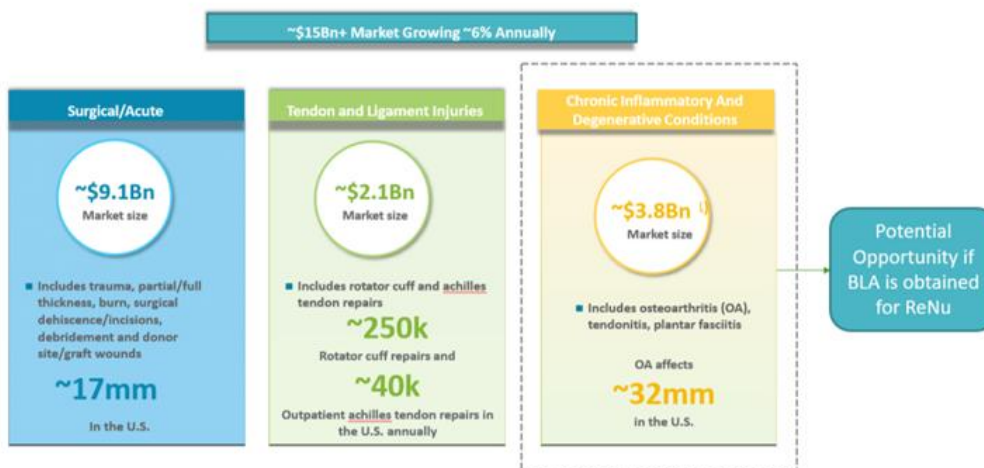 ~$15Bn+ Market Growing ~6% Annually
Surgical/Acute
~$9.1Bn
Market size
Includes trauma, partial/full
thickness, burn, surgical
dehiscence/incisions,
debridement and donor
site/graft wounds
~17mm
In the U.S.
Tendon and Ligament Injuries
~$2.1Bn
Market size
Includes rotator cuff and achilles
tendon repairs
~250k
Rotator cuff repairs and
~40k
Outpatient achilles tendon repairs in
the U.S. annually
Chronic Inflammatory And
Degenerative Conditions
~$3.8Bn
Market size
Includes osteoarthritis (OA),
tendonitis, plantar fasciitis
OA affects
~32mm
in the U.S.
Potential
Opportunity if
BLA is obtained
for ReNu